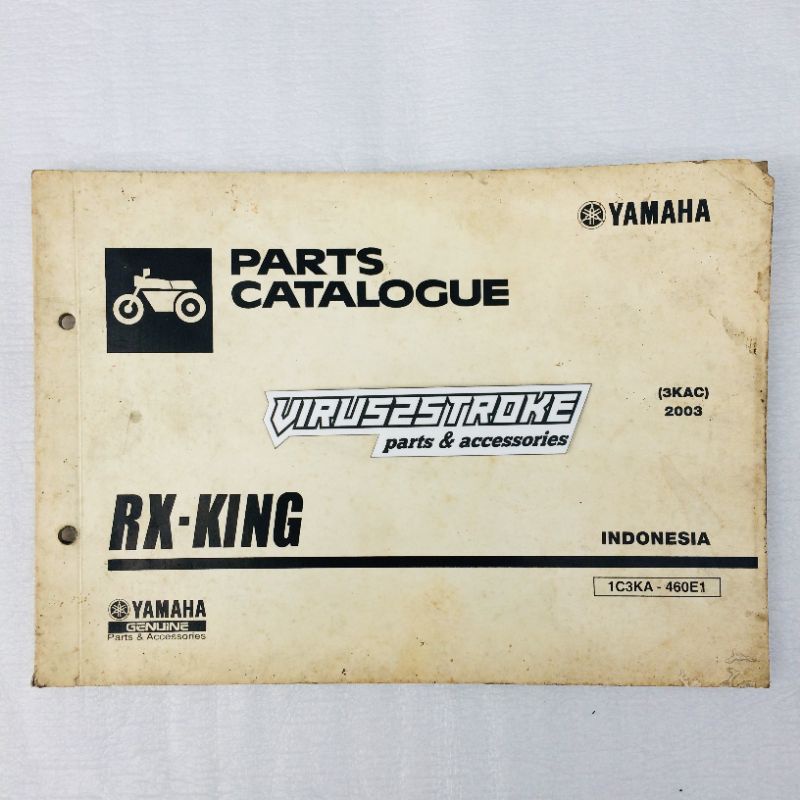 YAMAHA
PARTS
CATALOGUE
VIRUS2STROKE
parts & accessories
(3KAC)
2003
RX-KING
INDONESIA
1C3KA - 460E1
YAMAHA
GENUINE
Parts & Accessories